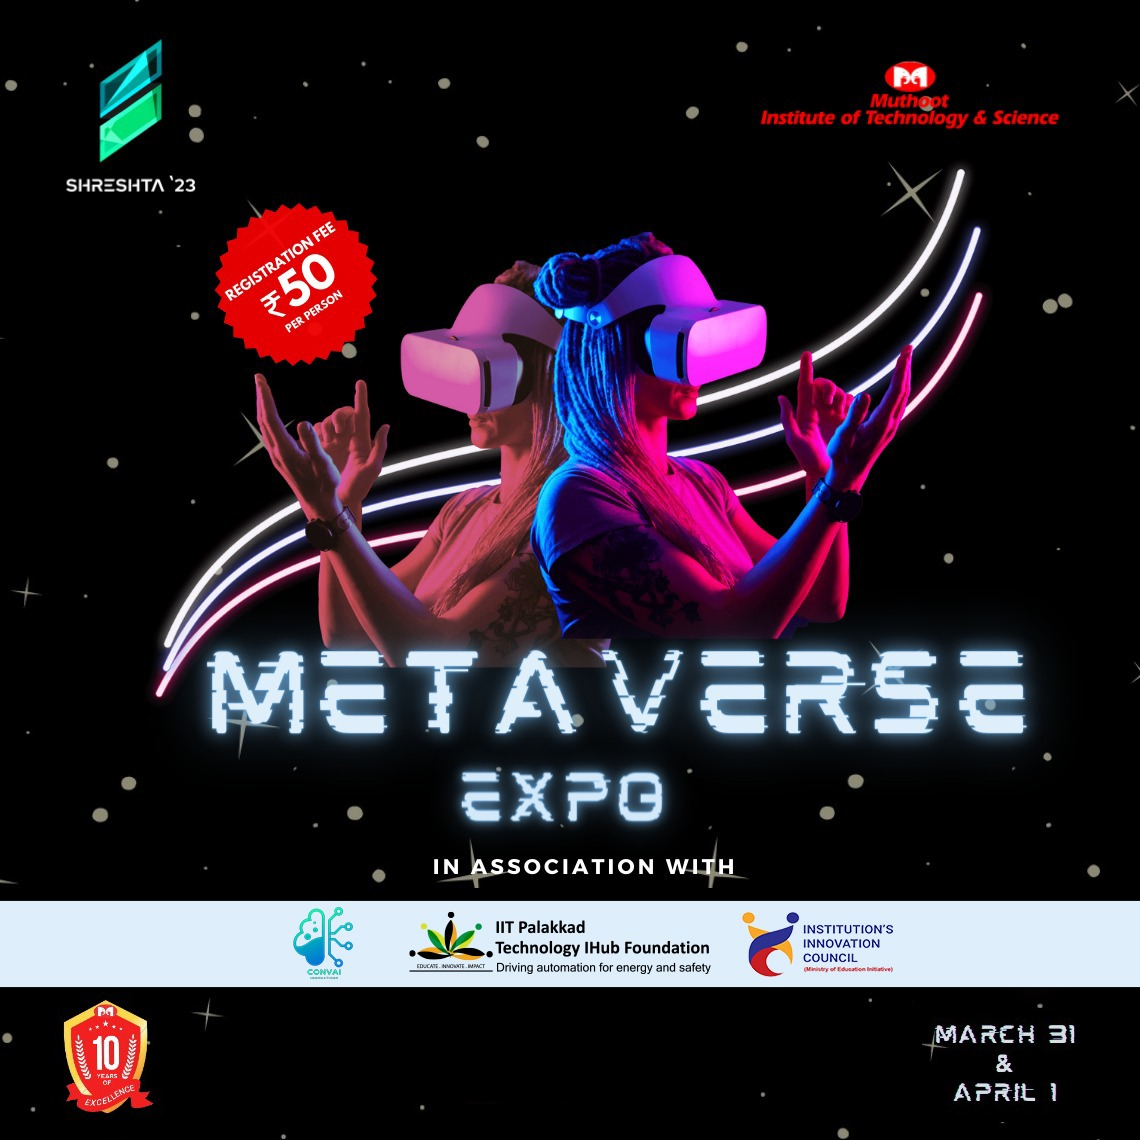 SHRESHTA '23
Muthoot
Institute of Technology & Science
REGISTRATION FEE
₹50
PER PERSON
METAVERSE
EXPO
IN ASSOCIATION WITH
CONVAI
EDUCATE . INNOVATE . IMPACT
IIT Palakkad
Technology IHub Foundation
Driving automation for energy and safety
INSTITUTION'S
INNOVATION
COUNCIL
(Ministry of Education Initiative)
10
YEARS
OF
EXCELLENCE
MARCH 31
&
APRIL 1